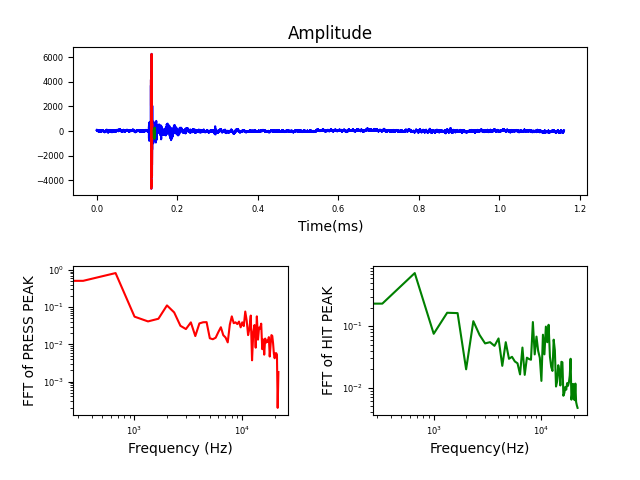 Amplitude
6000
4000
2000
0
−2000
−4000
0.0 0.2 0.4 0.6 0.8 1.0 1.2
Time(ms)
FFT of PRESS PEAK
10⁰
10⁻¹
10⁻²
10⁻³
10³ 10⁴
Frequency (Hz)
FFT of HIT PEAK
10⁻¹
10⁻²
10³ 10⁴
Frequency(Hz)